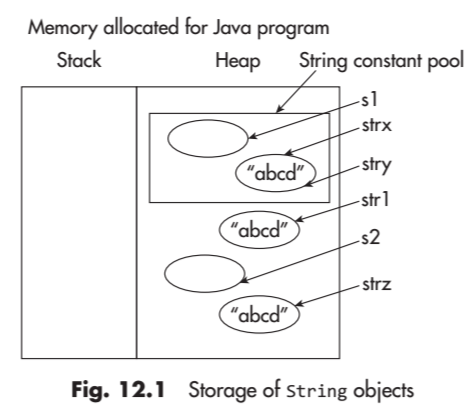 Memory allocated for Java program
Stack Heap String constant pool
s1
strx
"abcd" stry
"abcd" str1
s2
"abcd" strz
Fig. 12.1 Storage of String objects